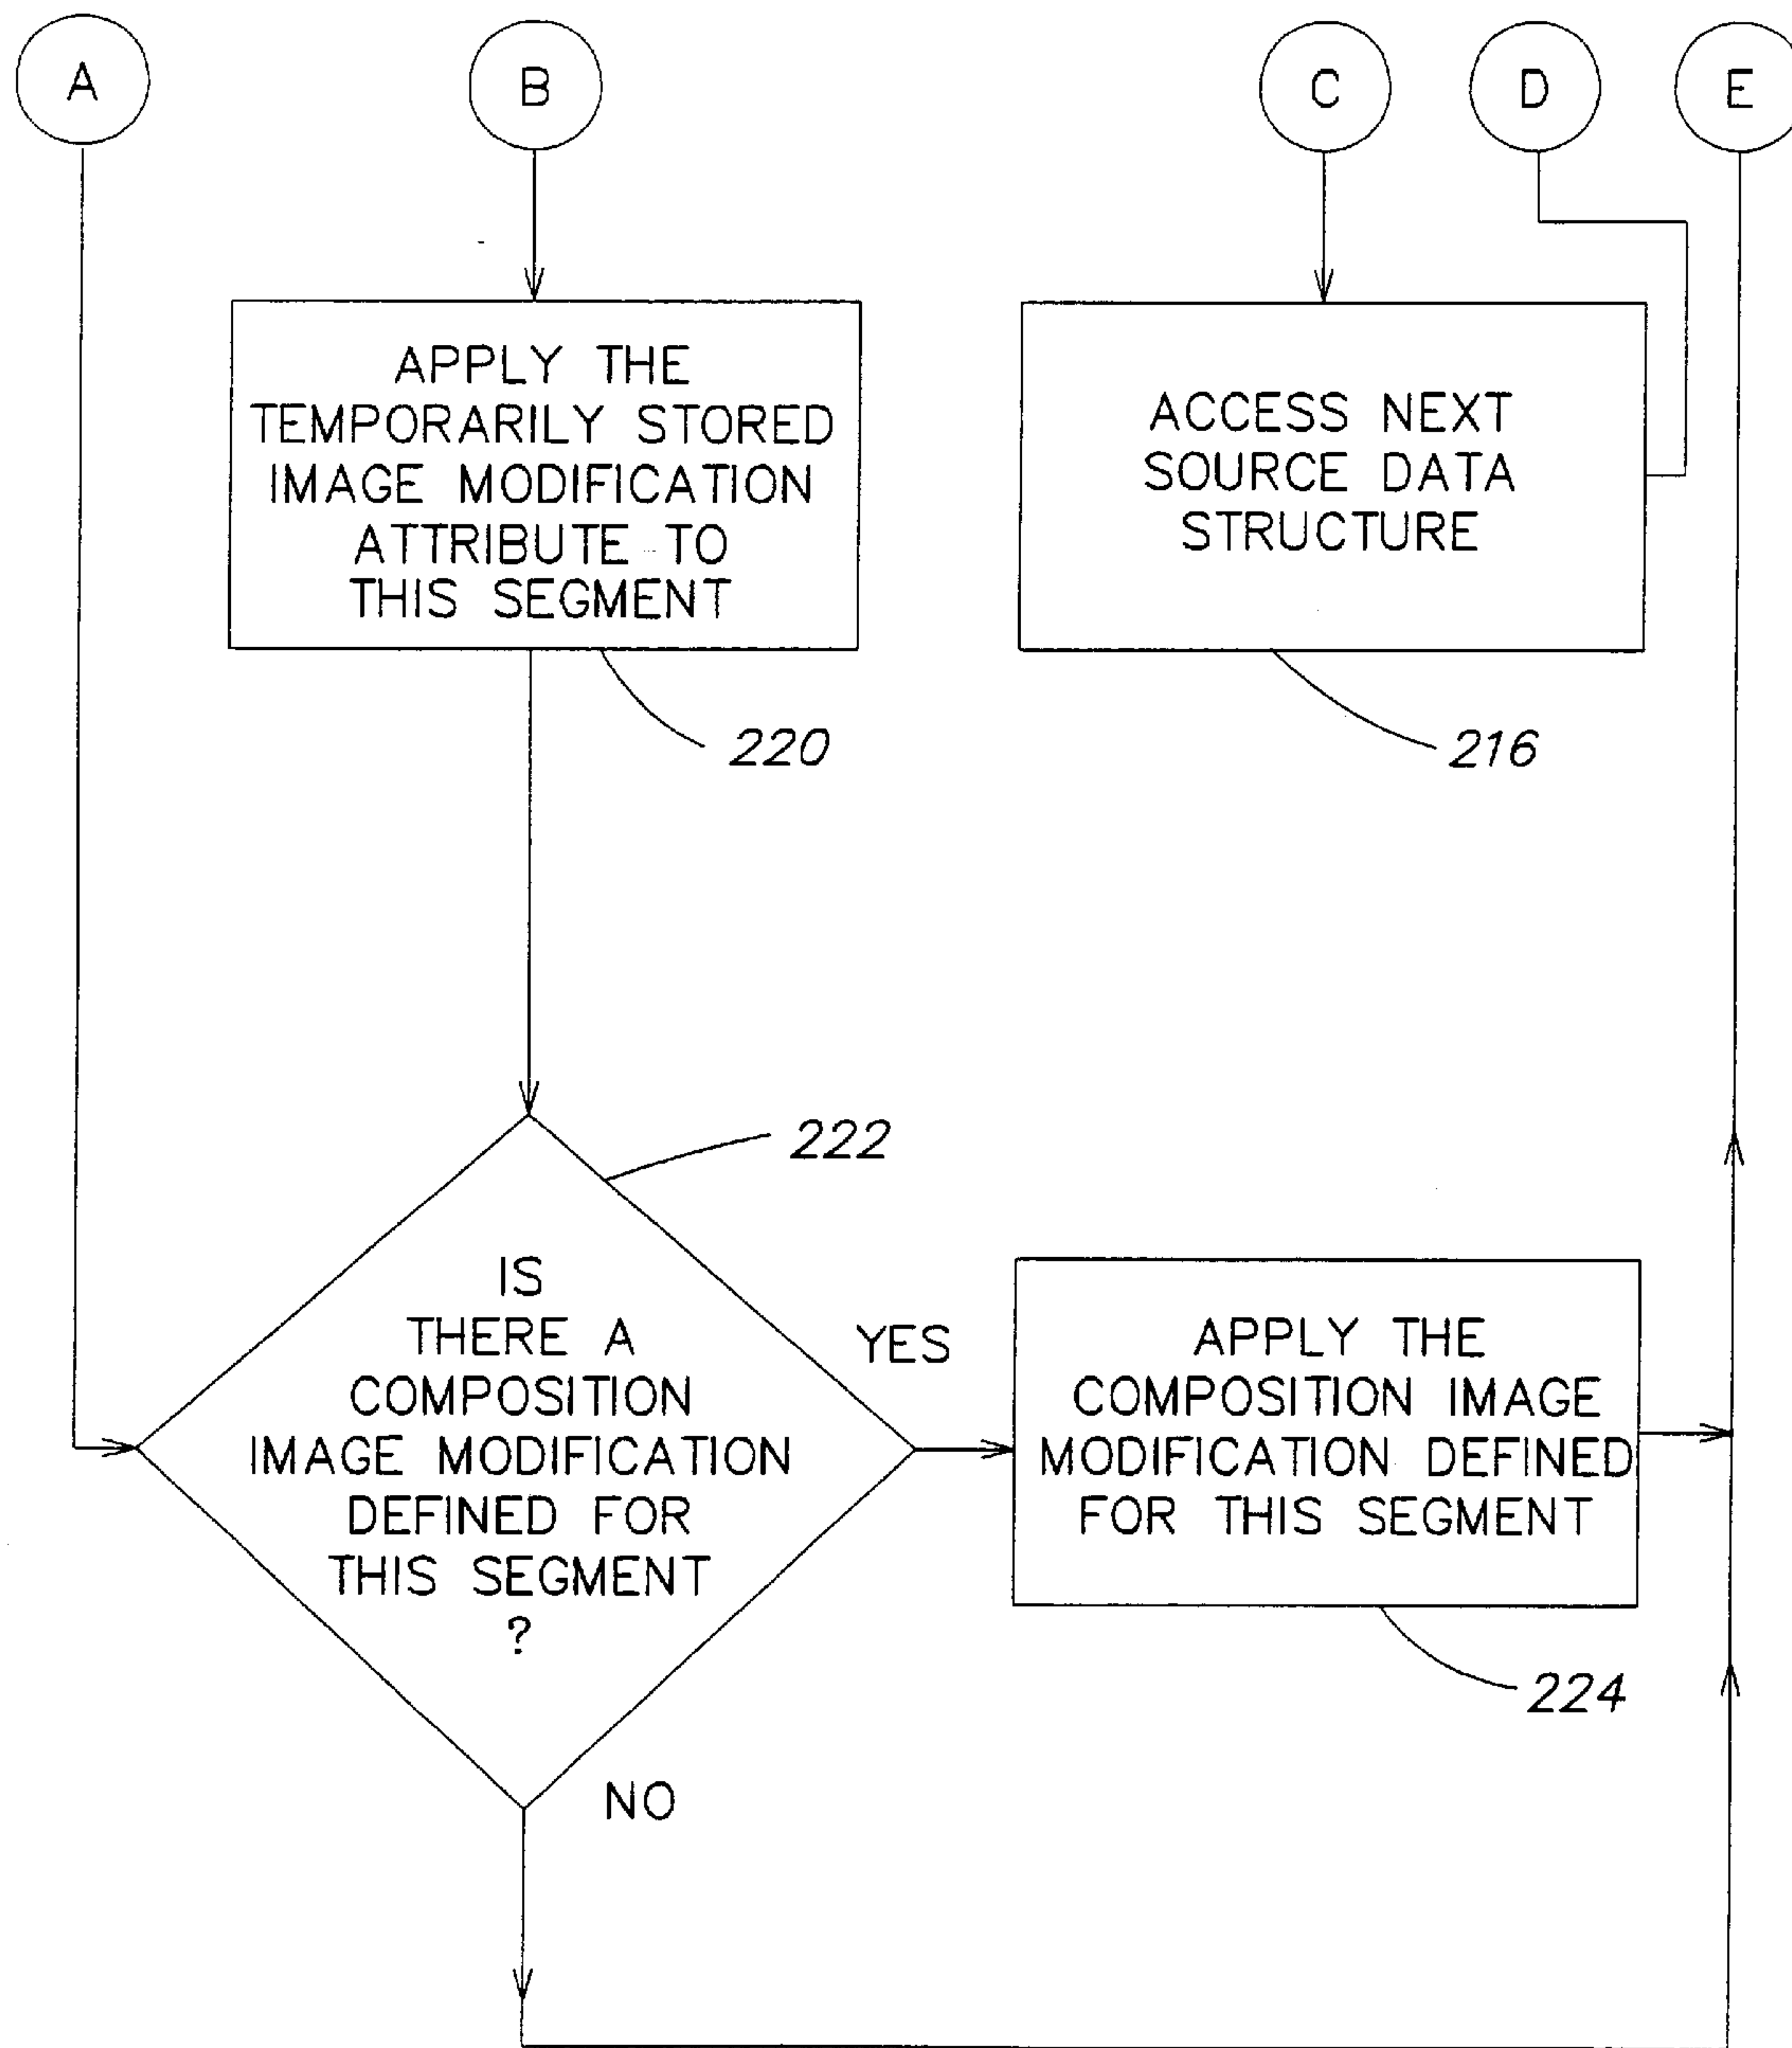 A
B
C
D
E
APPLY THE
TEMPORARILY STORED
IMAGE MODIFICATION
ATTRIBUTE TO
THIS SEGMENT
220
ACCESS NEXT
SOURCE DATA
STRUCTURE
216
222
IS
THERE A
COMPOSITION
IMAGE MODIFICATION
DEFINED FOR
THIS SEGMENT
?
YES
NO
APPLY THE
COMPOSITION IMAGE
MODIFICATION DEFINED
FOR THIS SEGMENT
224